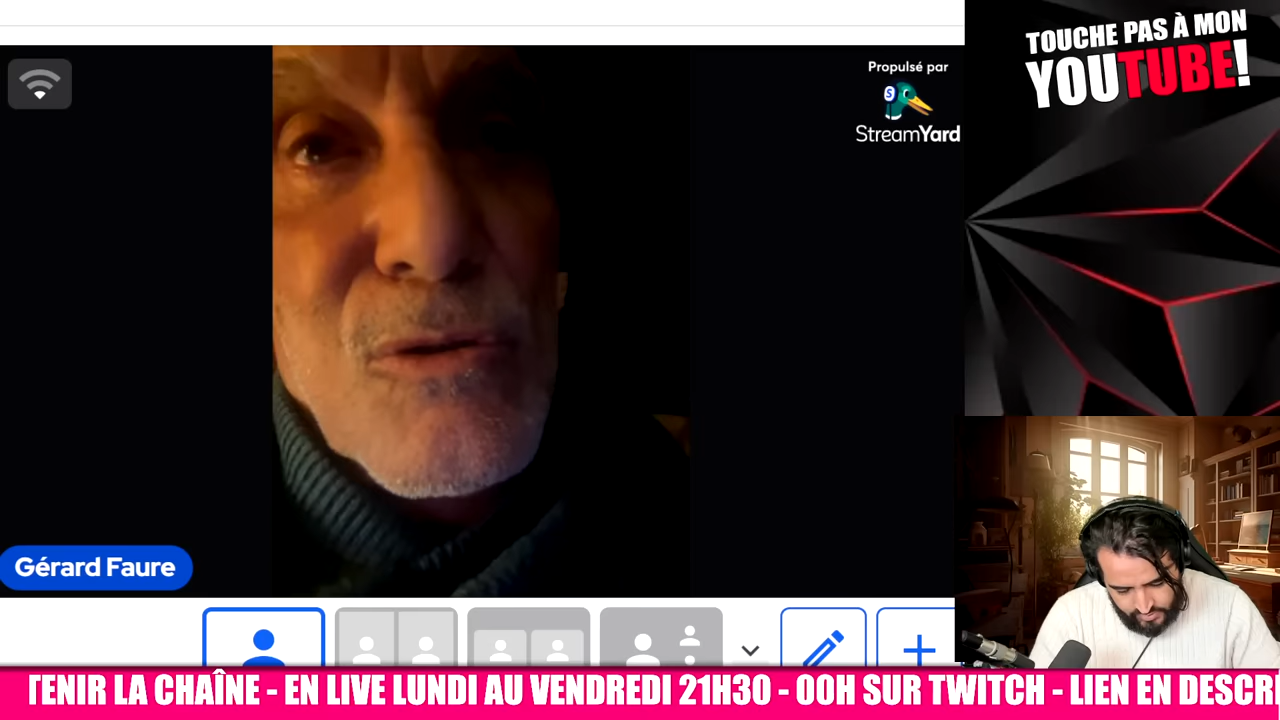 Propulsé par
StreamYard
TOUCHE PAS À MON
YOUTUBE!
Gérard Faure
TENIR LA CHAÎNE - EN LIVE LUNDI AU VENDREDI 21H30 - 00H SUR TWITCH - LIEN EN DESCRI